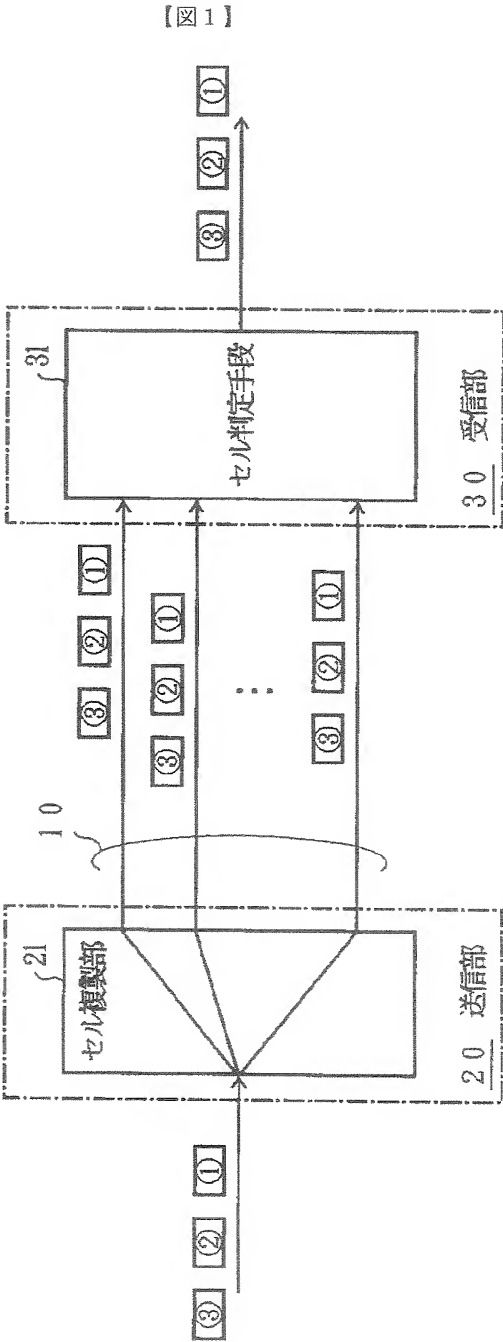 【図1】
③ ② ①
21
セル複製部
20 送信部
10
③ ② ①
③ ② ①
…
③ ② ①
31
セル判定手段
30 受信部
③ ② ①